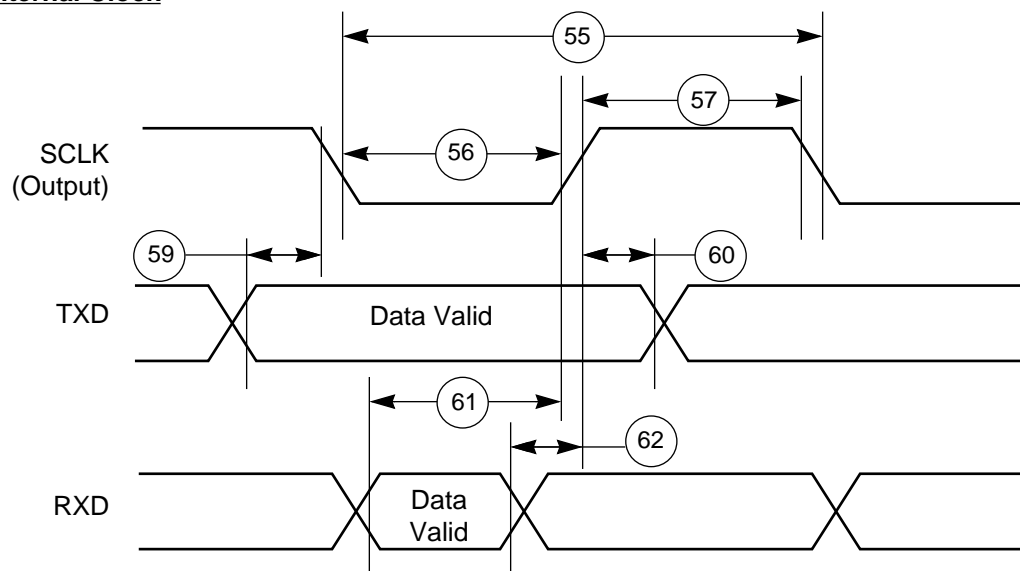 55
57
SCLK
(Output)
56
59
60
TXD
Data Valid
61
62
RXD
Data
Valid